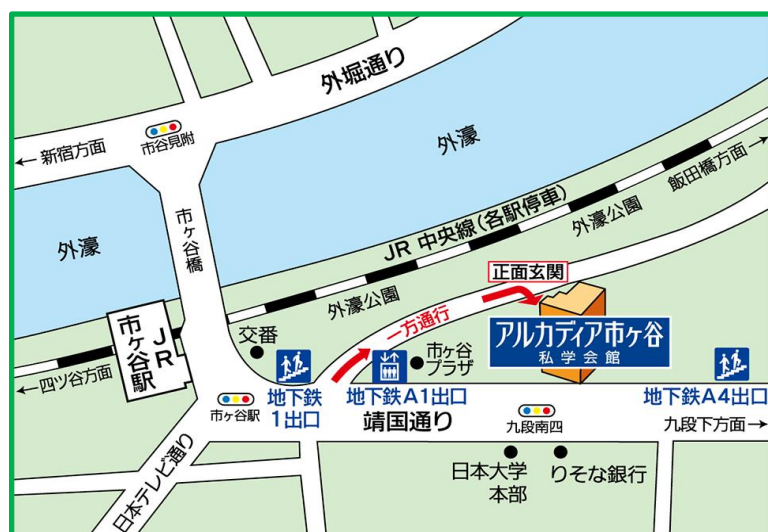 外堀通り
←新宿方面
市谷見附
外濠
飯田橋方面→
市ヶ谷橋
外濠
JR 中央線(各駅停車)
外濠公園
外濠公園
正面玄関
一方通行
アルカディア市ヶ谷
私学会館
JR
市ヶ谷駅
交番
市ヶ谷
プラザ
←四ツ谷方面
市ヶ谷駅
地下鉄
1出口
地下鉄A1出口
地下鉄A4出口
靖国通り
九段南四
九段下方面→
日本テレビ通り
日本大学
本部
りそな銀行